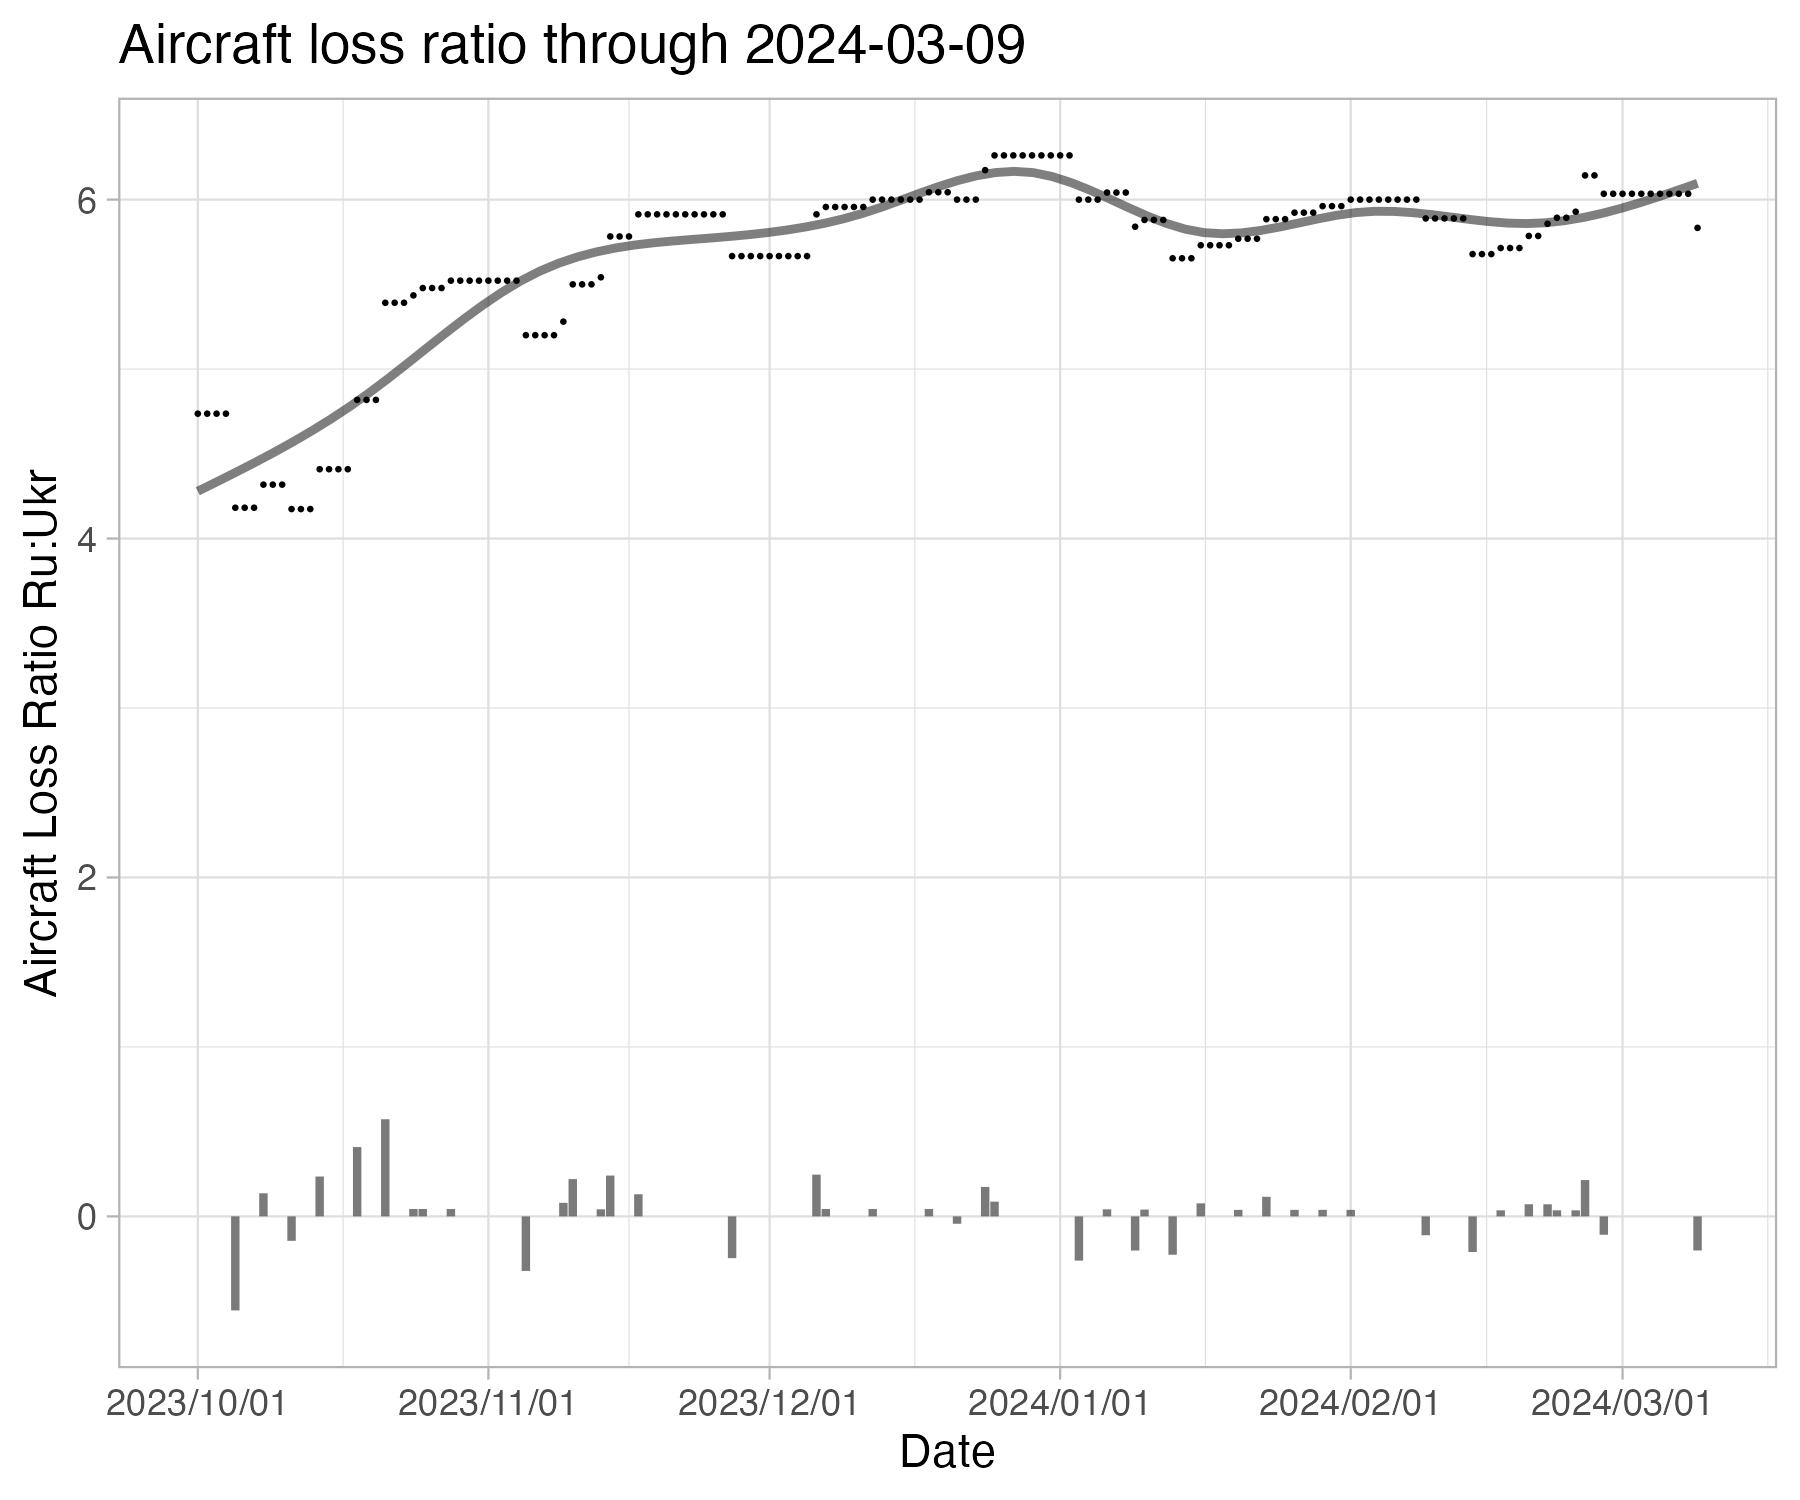 Aircraft loss ratio through 2024-03-09
Aircraft Loss Ratio Ru:Ukr
6
4
2
0
2023/10/01 2023/11/01 2023/12/01 2024/01/01 2024/02/01 2024/03/01
Date